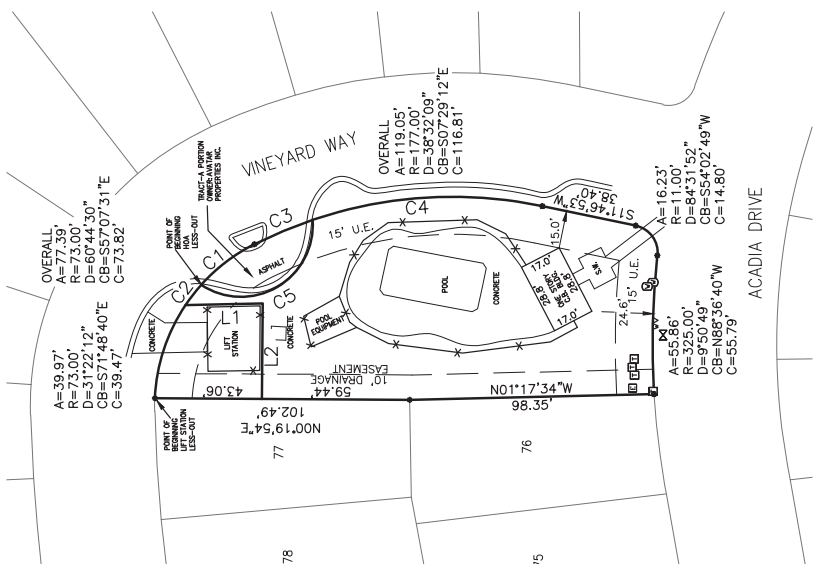 OVERALL
A=77.39'
R=73.00'
D=60°44'30"
CB=S57°07'31"E
C=73.82'
A=39.97'
R=73.00'
D=31°22'12"
CB=S71°48'40"E
C=39.47'
POINT OF
BEGINNING
HOA
LESS-OUT
TRACT-A PORTION
OWNER:AVATAR
PROPERTIES INC.
VINEYARD WAY
OVERALL
A=119.05'
R=177.00'
D=38°32'09"
CB=S07°29'12"E
C=116.81'
C2
C1
C3
C4
C5
ASPHALT
15' U.E.
CONCRETE
L1
LIFT
STATION
L2
CONCRETE
POOL
EQUIPMENT
POOL
CONCRETE
17.0'
28.8'
ONE STORY
CB BLDG.
28.8'
17.0'
15.0'
S/W
S11°46'53"W
38.40'
A=16.23'
R=11.00'
D=84°31'52"
CB=S54°02'49"W
C=14.80'
24.6'
15' U.E.
A=55.86'
R=325.00'
D=9°50'49"
CB=N88°36'40"W
C=55.79'
ACADIA DRIVE
POINT OF
BEGINNING
LIFT STATION
LESS-OUT
43.06'
59.44'
10' DRAINAGE
EASEMENT
N00°19'54"E
102.49'
N01°17'34"W
98.35'
E
T
T
T
77
76
78
75